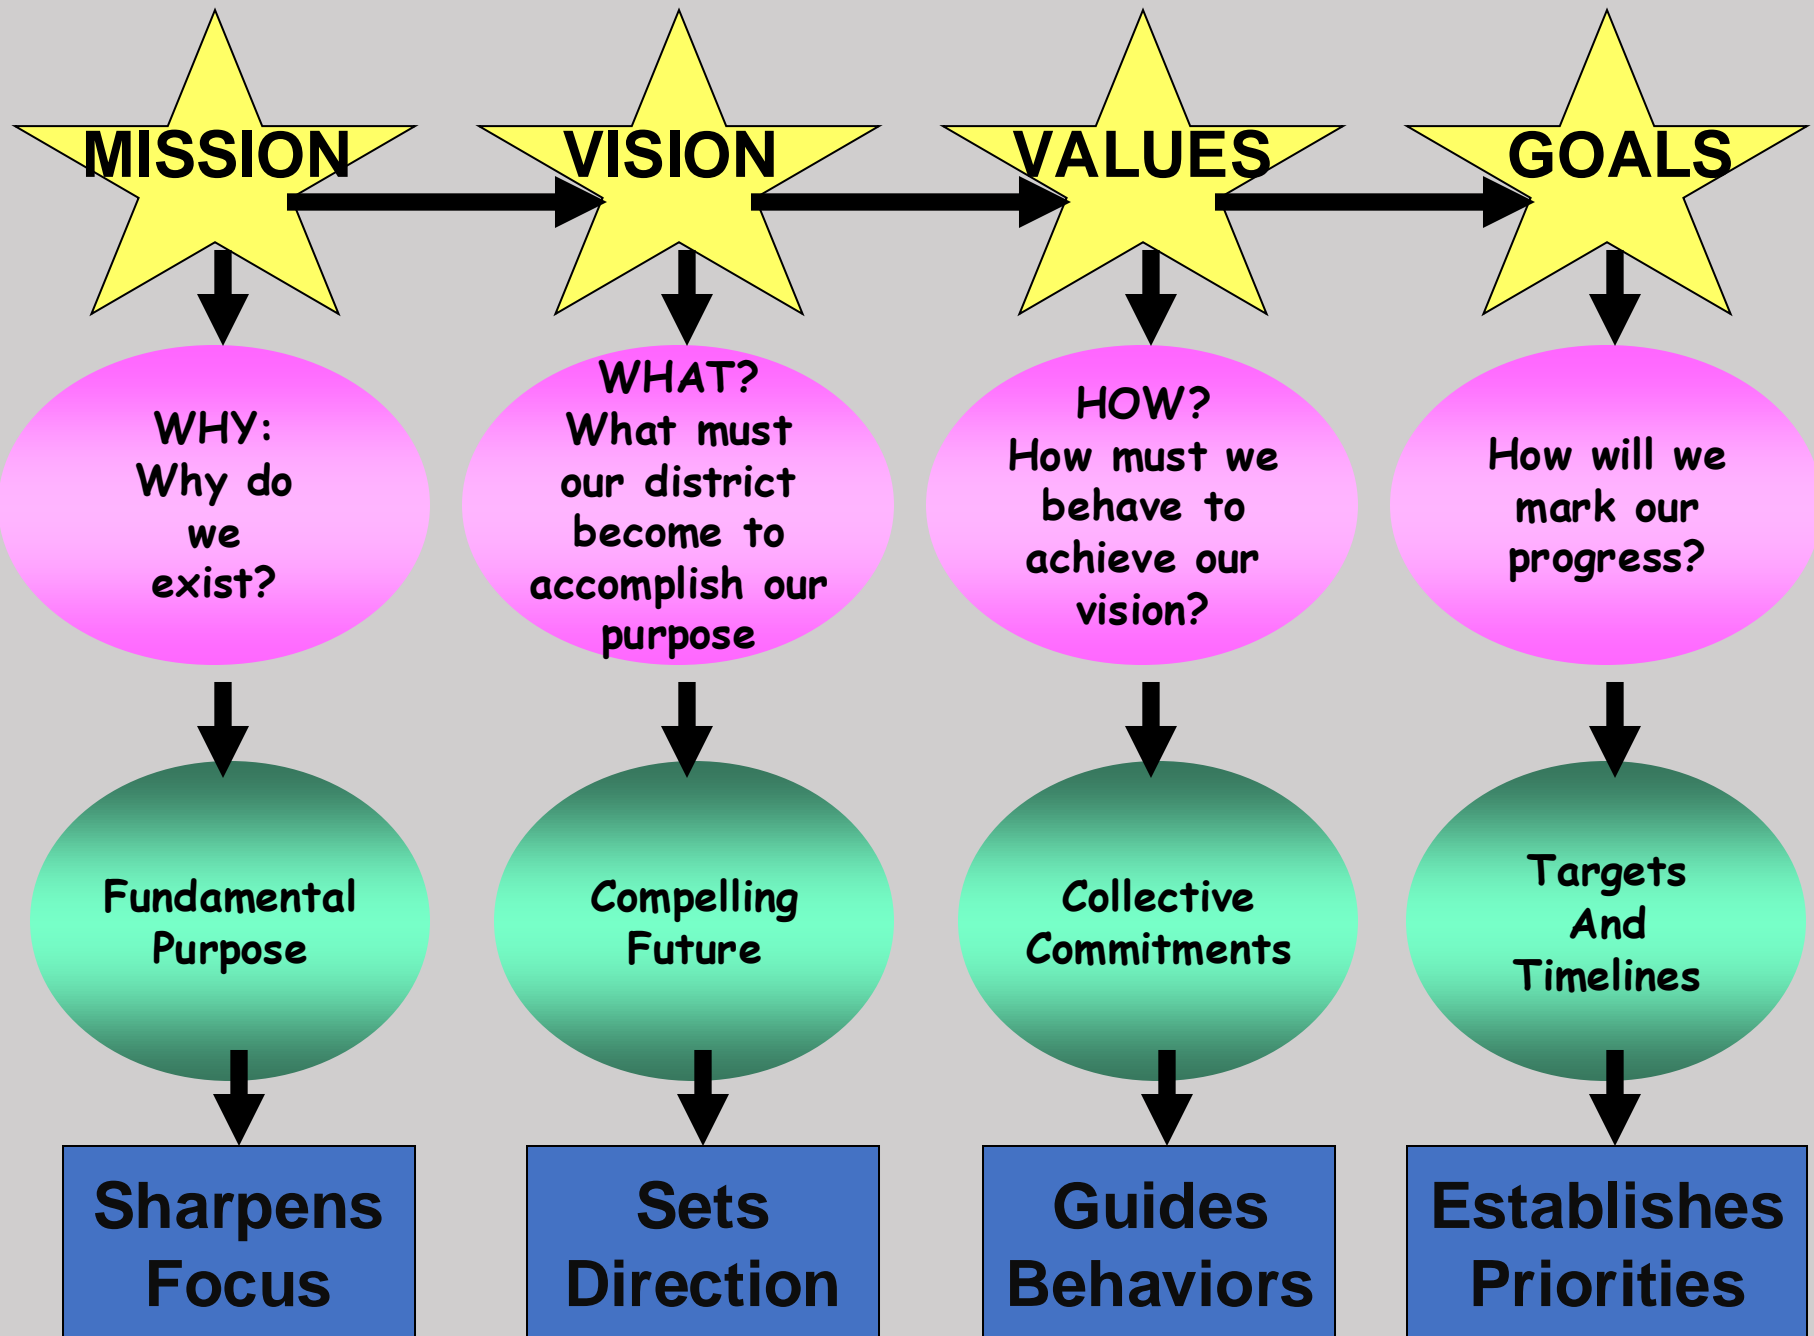 MISSION
VISION
VALUES
GOALS
WHY:
Why do
we
exist?
WHAT?
What must
our district
become to
accomplish our
purpose
HOW?
How must we
behave to
achieve our
vision?
How will we
mark our
progress?
Fundamental
Purpose
Compelling
Future
Collective
Commitments
Targets
And
Timelines
Sharpens
Focus
Sets
Direction
Guides
Behaviors
Establishes
Priorities